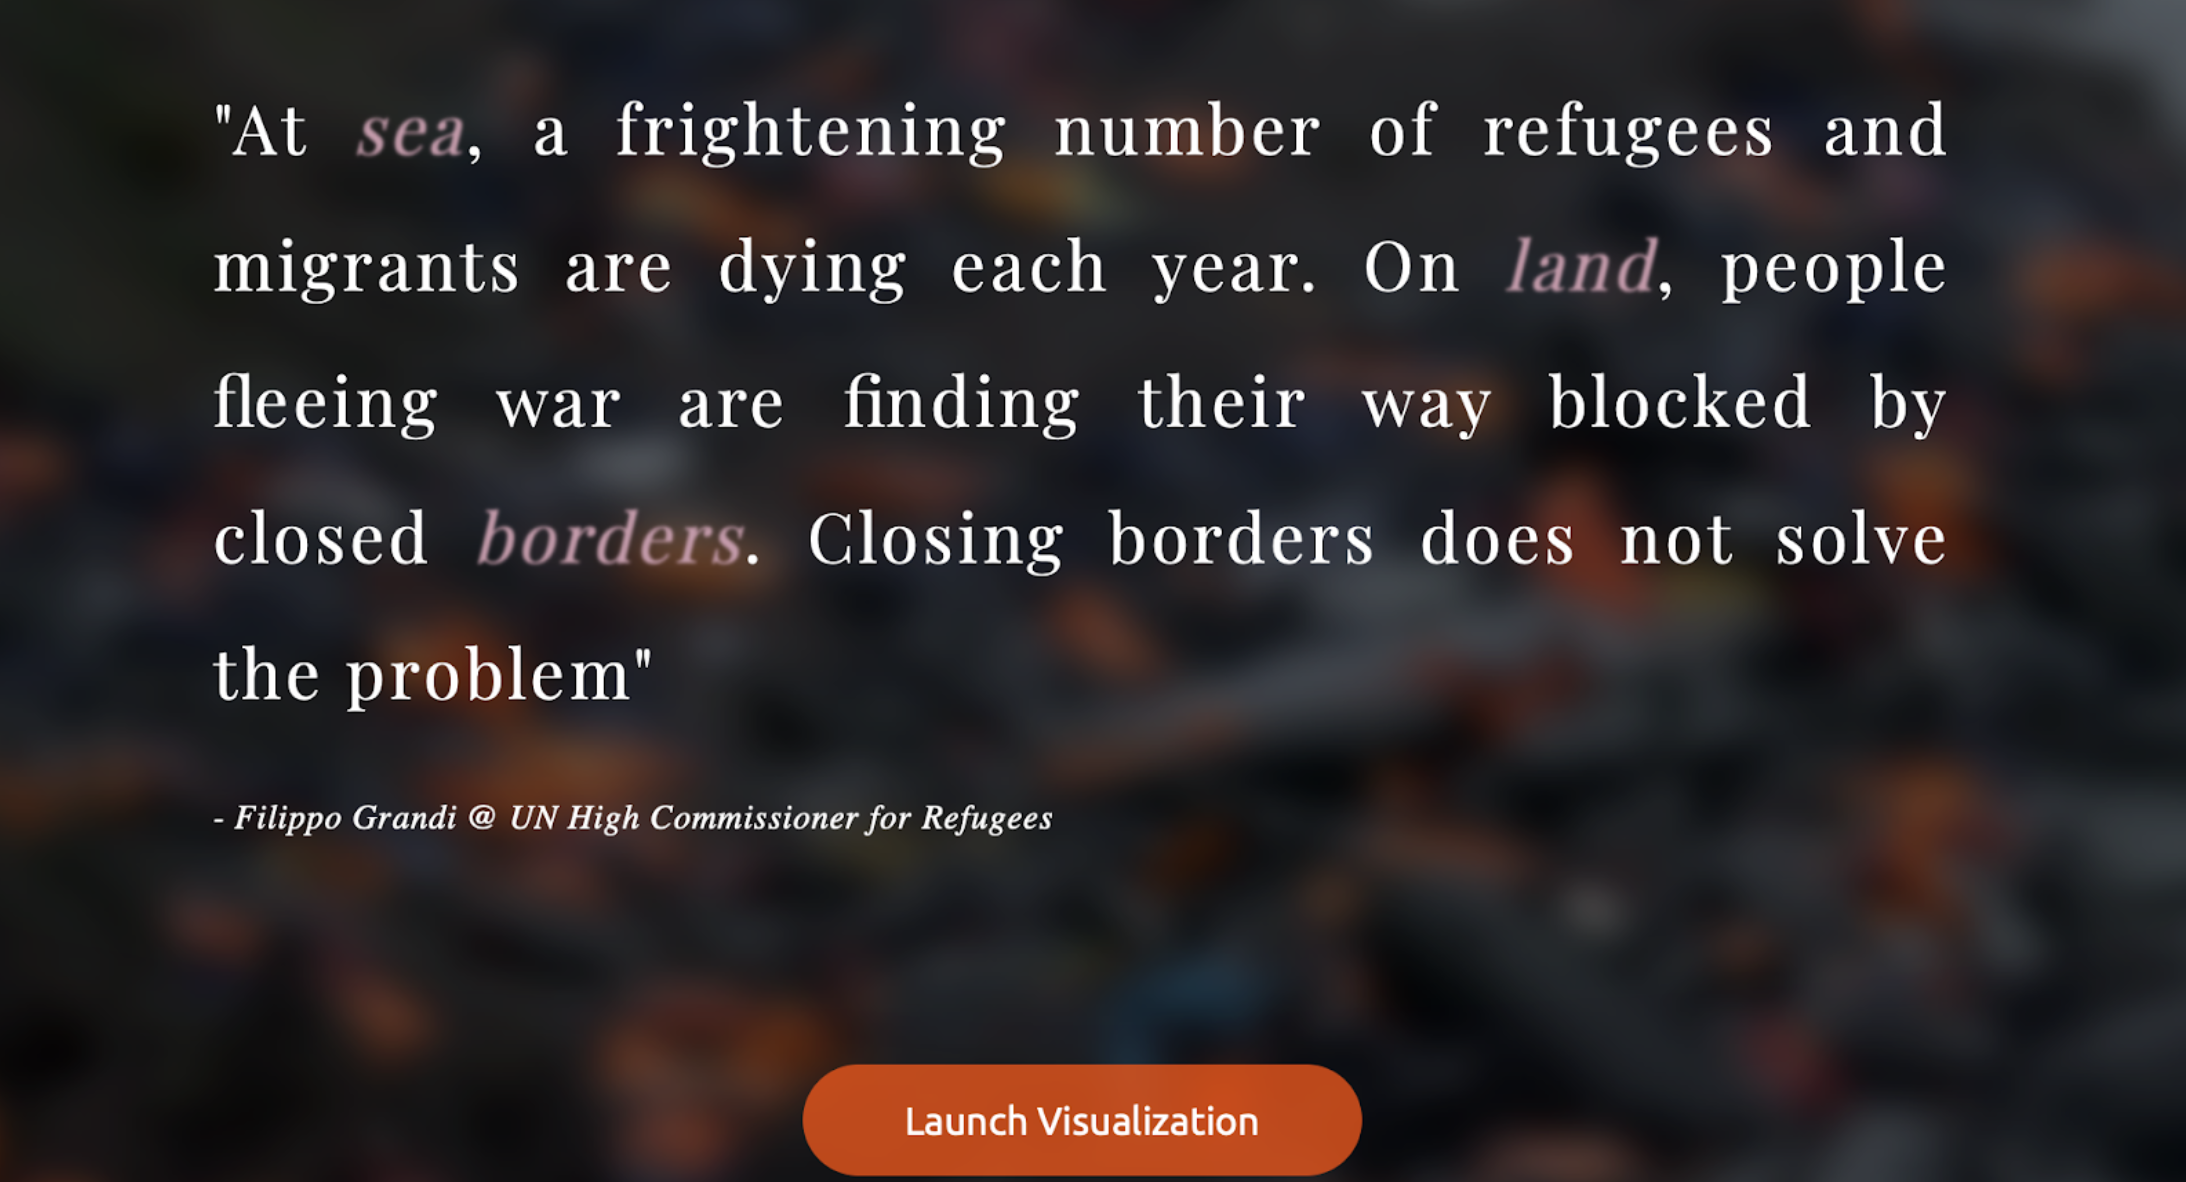 "At sea, a frightening number of refugees and
migrants are dying each year. On land, people
fleeing war are finding their way blocked by
closed borders. Closing borders does not solve
the problem"
- Filippo Grandi @ UN High Commissioner for Refugees
Launch Visualization